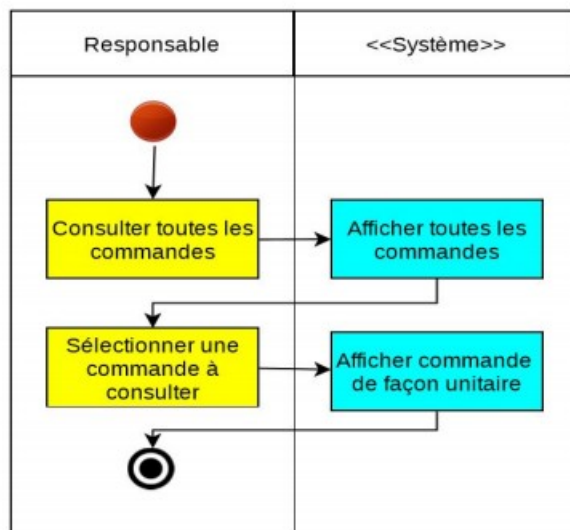 Responsable
<<Système>>
Consulter toutes les
commandes
Afficher toutes les
commandes
Sélectionner une
commande à
consulter
Afficher commande
de façon unitaire